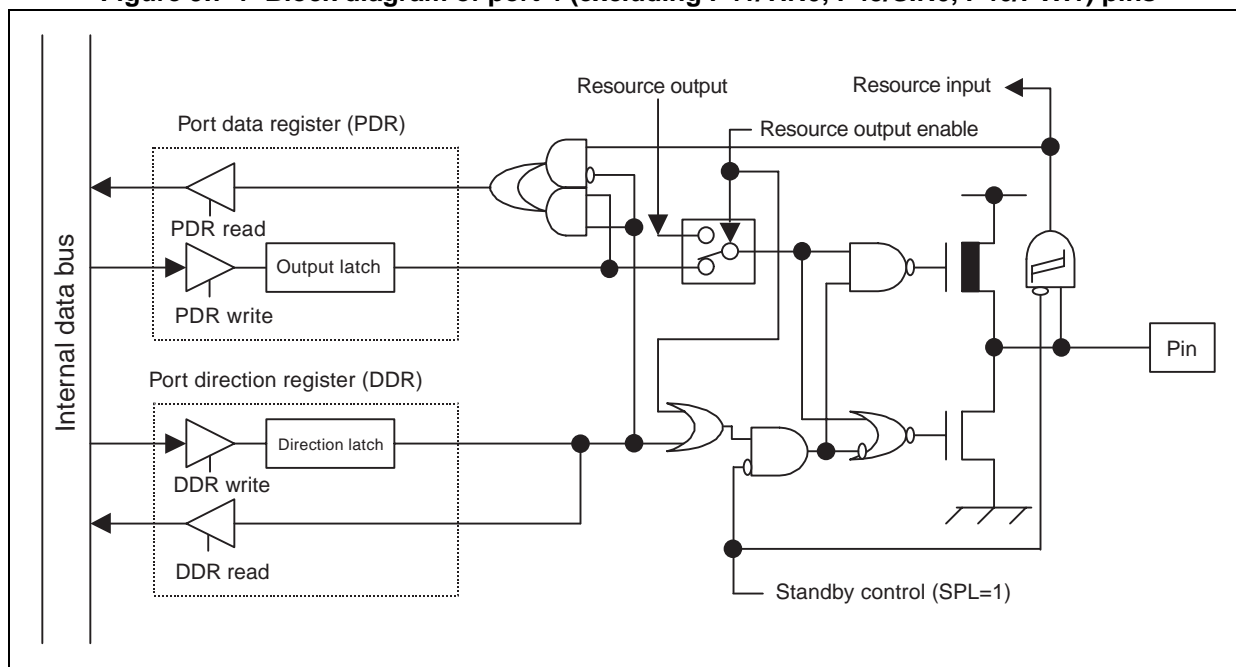 Resource output
Resource input
Port data register (PDR)
Resource output enable
PDR read
Output latch
PDR write
Internal data bus
Pin
Port direction register (DDR)
Direction latch
DDR write
DDR read
Standby control (SPL=1)